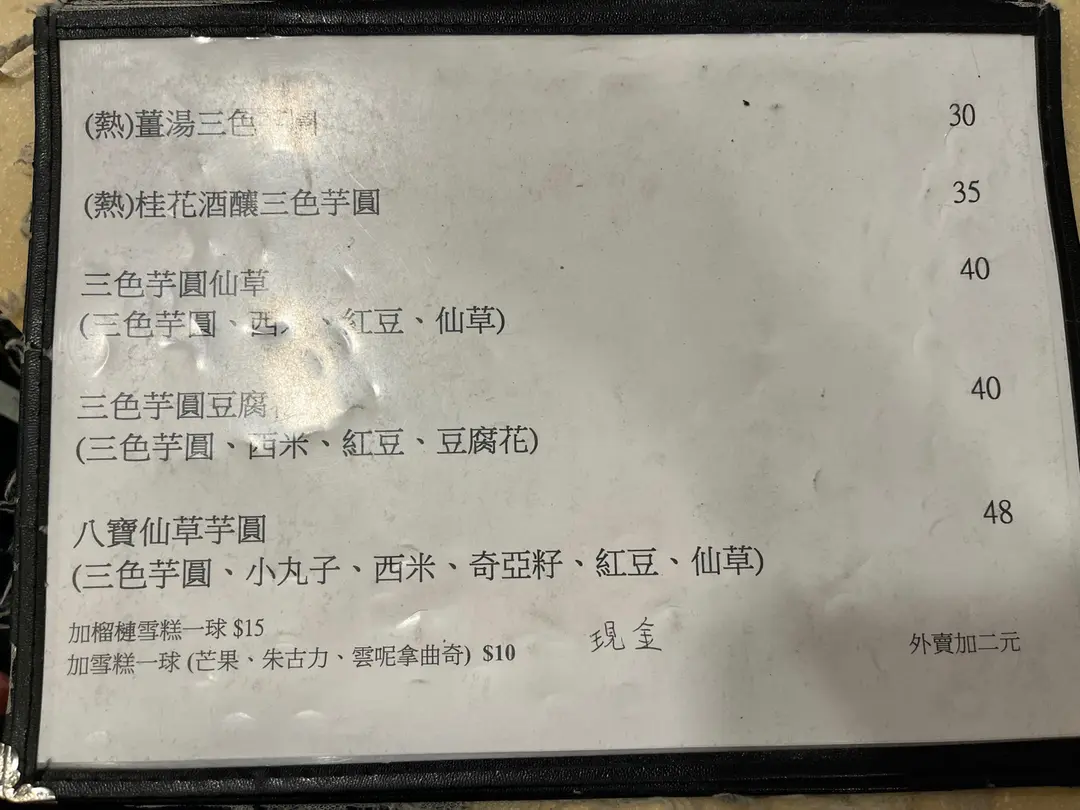 (熱)薑湯三色 圓 30
(熱)桂花酒釀三色芋圓 35
三色芋圓仙草 40
(三色芋圓、西米、紅豆、仙草)
三色芋圓豆腐 40
(三色芋圓、西米、紅豆、豆腐花)
八寶仙草芋圓 48
(三色芋圓、小丸子、西米、奇亞籽、紅豆、仙草)
加榴槤雪糕一球 $15
加雪糕一球 (芒果、朱古力、雲呢拿曲奇) $10
現金
外賣加二元